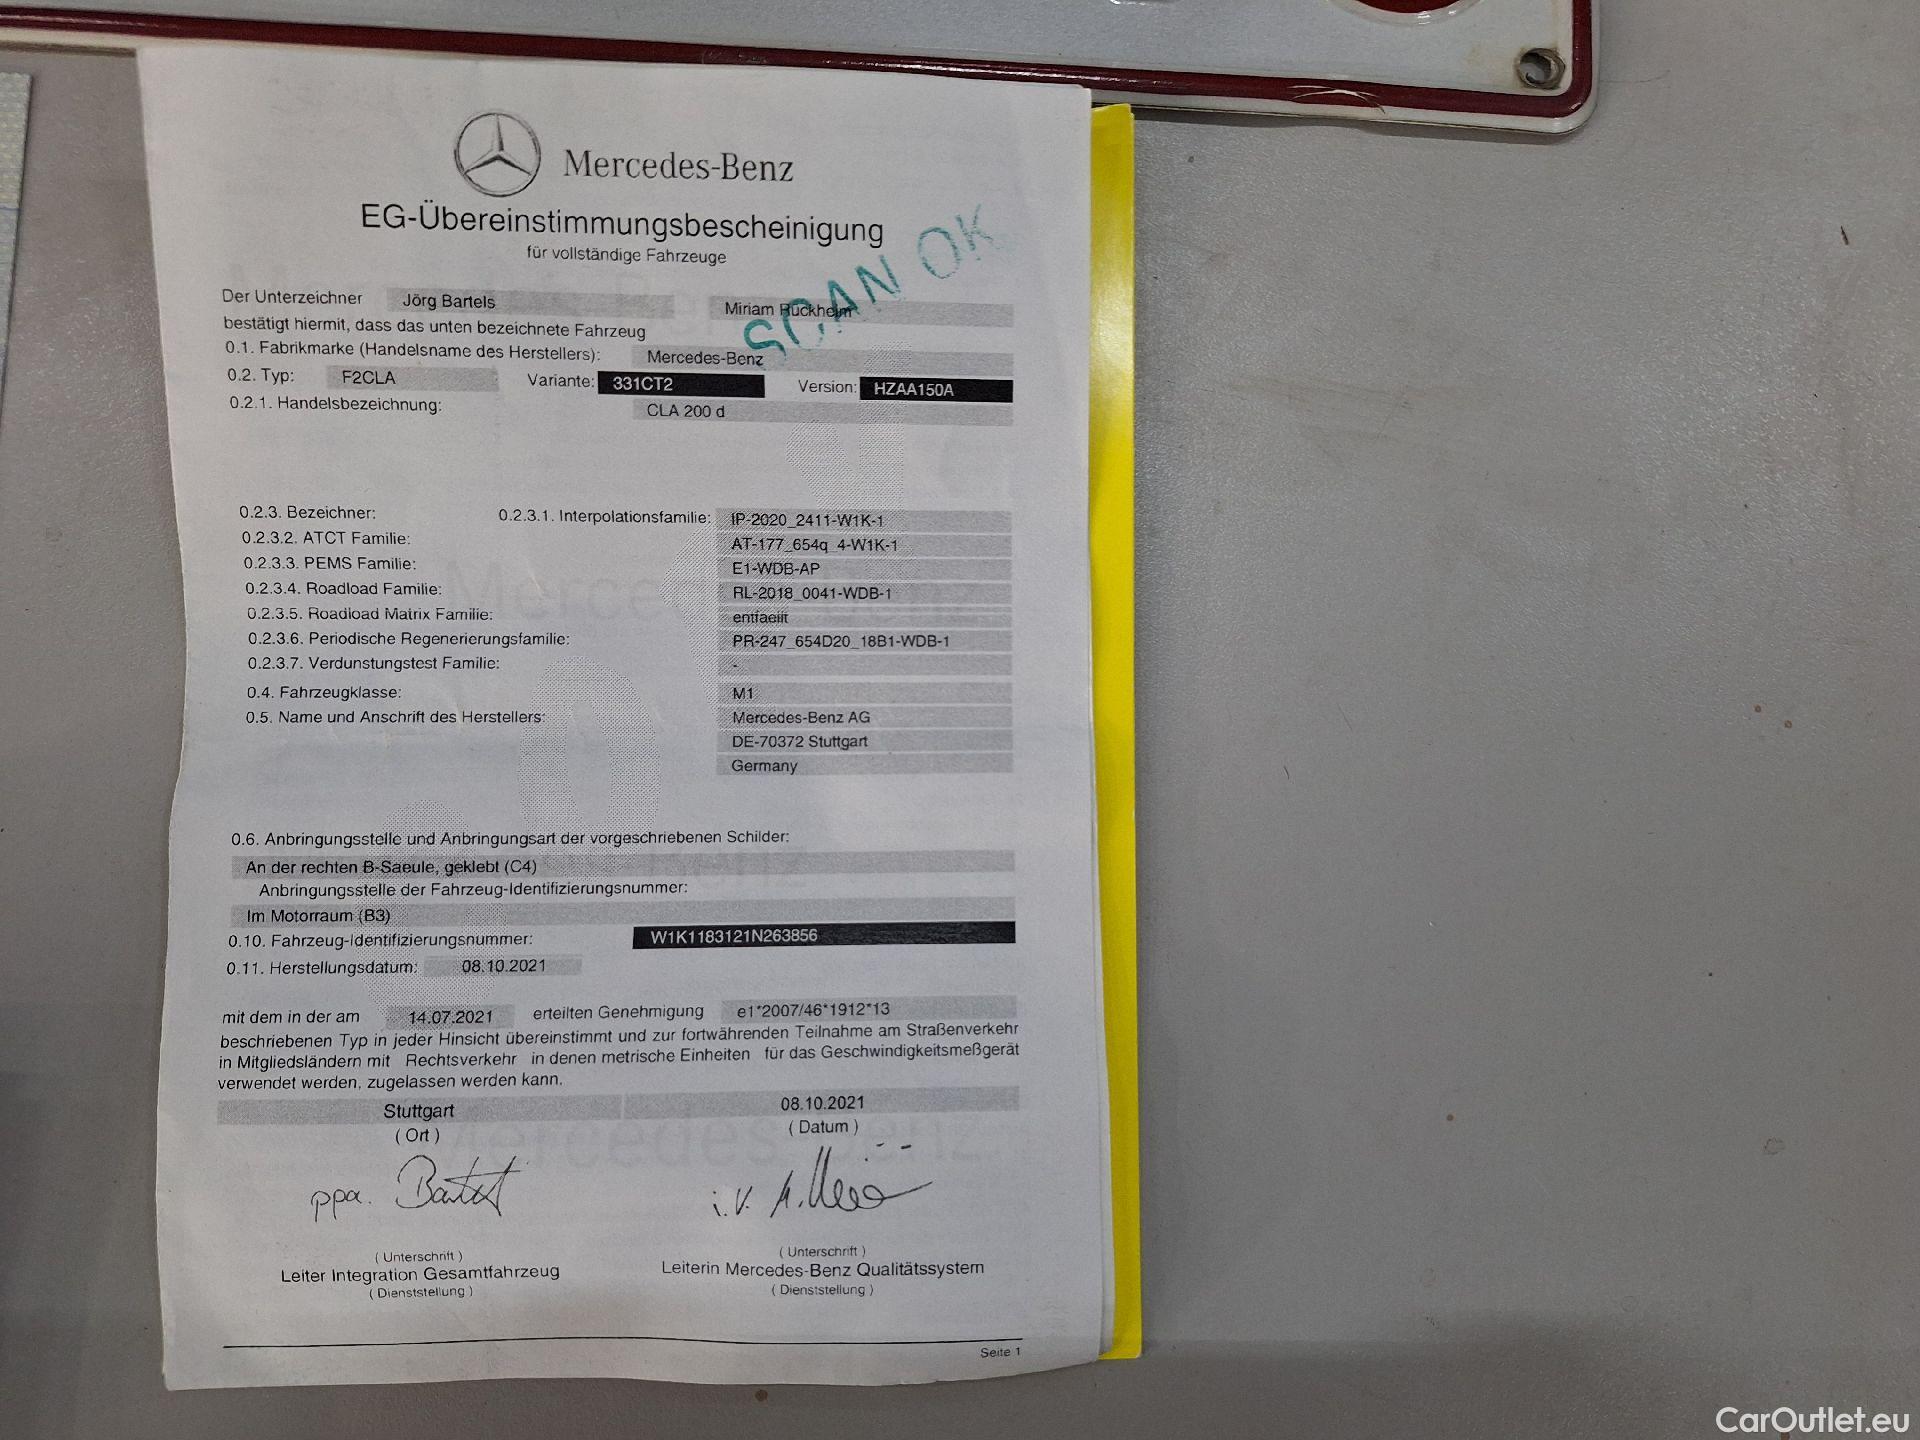 Mercedes-Benz
EG-Übereinstimmungsbescheinigung
für vollständige Fahrzeuge
SCAN OK
Der Unterzeichner Jörg Bartels Miriam Rückheim
bestätigt hiermit, dass das unten bezeichnete Fahrzeug
0.1. Fabrikmarke (Handelsname des Herstellers): Mercedes-Benz
0.2. Typ: F2CLA Variante: 331CT2 Version: HZAA150A
0.2.1. Handelsbezeichnung: CLA 200 d
0.2.3. Bezeichner: 0.2.3.1. Interpolationsfamilie: IP-2020_2411-W1K-1
0.2.3.2. ATCT Familie: AT-177_654q_4-W1K-1
0.2.3.3. PEMS Familie: E1-WDB-AP
0.2.3.4. Roadload Familie: RL-2018_0041-WDB-1
0.2.3.5. Roadload Matrix Familie: entfaellt
0.2.3.6. Periodische Regenerierungsfamilie: PR-247_654D20_18B1-WDB-1
0.2.3.7. Verdunstungstest Familie: -
0.4. Fahrzeugklasse: M1
0.5. Name und Anschrift des Herstellers: Mercedes-Benz AG
DE-70372 Stuttgart
Germany
0.6. Anbringungsstelle und Anbringungsart der vorgeschriebenen Schilder:
An der rechten B-Saeule, geklebt (C4)
Anbringungsstelle der Fahrzeug-Identifizierungsnummer:
Im Motorraum (B3)
0.10. Fahrzeug-Identifizierungsnummer: W1K1183121N263856
0.11. Herstellungsdatum: 08.10.2021
mit dem in der am 14.07.2021 erteilten Genehmigung e1*2007/46*1912*13
beschriebenen Typ in jeder Hinsicht übereinstimmt und zur fortwährenden Teilnahme am Straßenverkehr
in Mitgliedsländern mit Rechtsverkehr in denen metrische Einheiten für das Geschwindigkeitsmeßgerät
verwendet werden, zugelassen werden kann.
Stuttgart 08.10.2021
( Ort ) ( Datum )
ppa. Bartels i.V.
( Unterschrift ) ( Unterschrift )
Leiter Integration Gesamtfahrzeug Leiterin Mercedes-Benz Qualitätssystem
( Dienststellung ) ( Dienststellung )
Seite 1
CarOutlet.eu